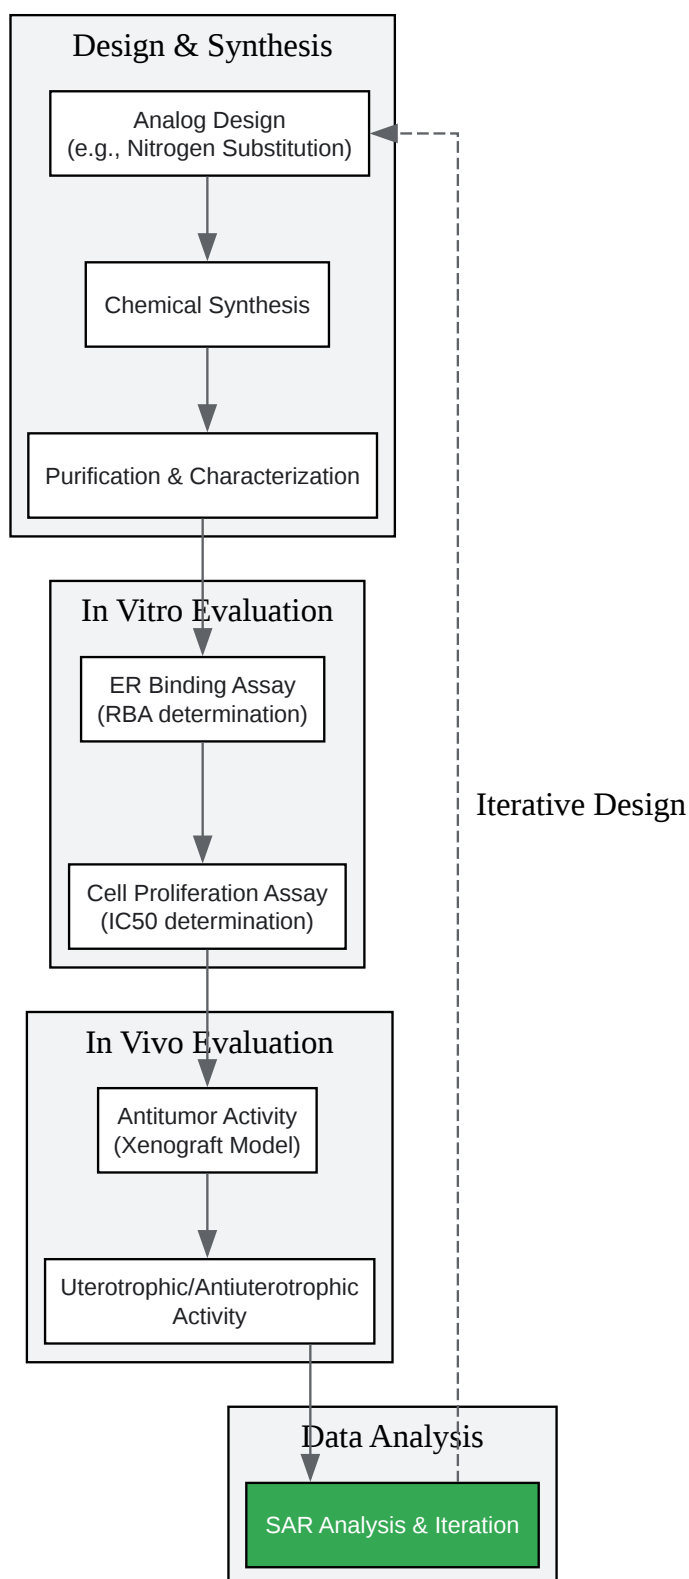 Design & Synthesis
Analog Design
(e.g., Nitrogen Substitution)
Chemical Synthesis
Purification & Characterization
In Vitro Evaluation
ER Binding Assay
(RBA determination)
Iterative Design
Cell Proliferation Assay
(IC50 determination)
In Vivo Evaluation
Antitumor Activity
(Xenograft Model)
Uterotrophic/Antiuterotrophic
Activity
Data Analysis
SAR Analysis & Iteration